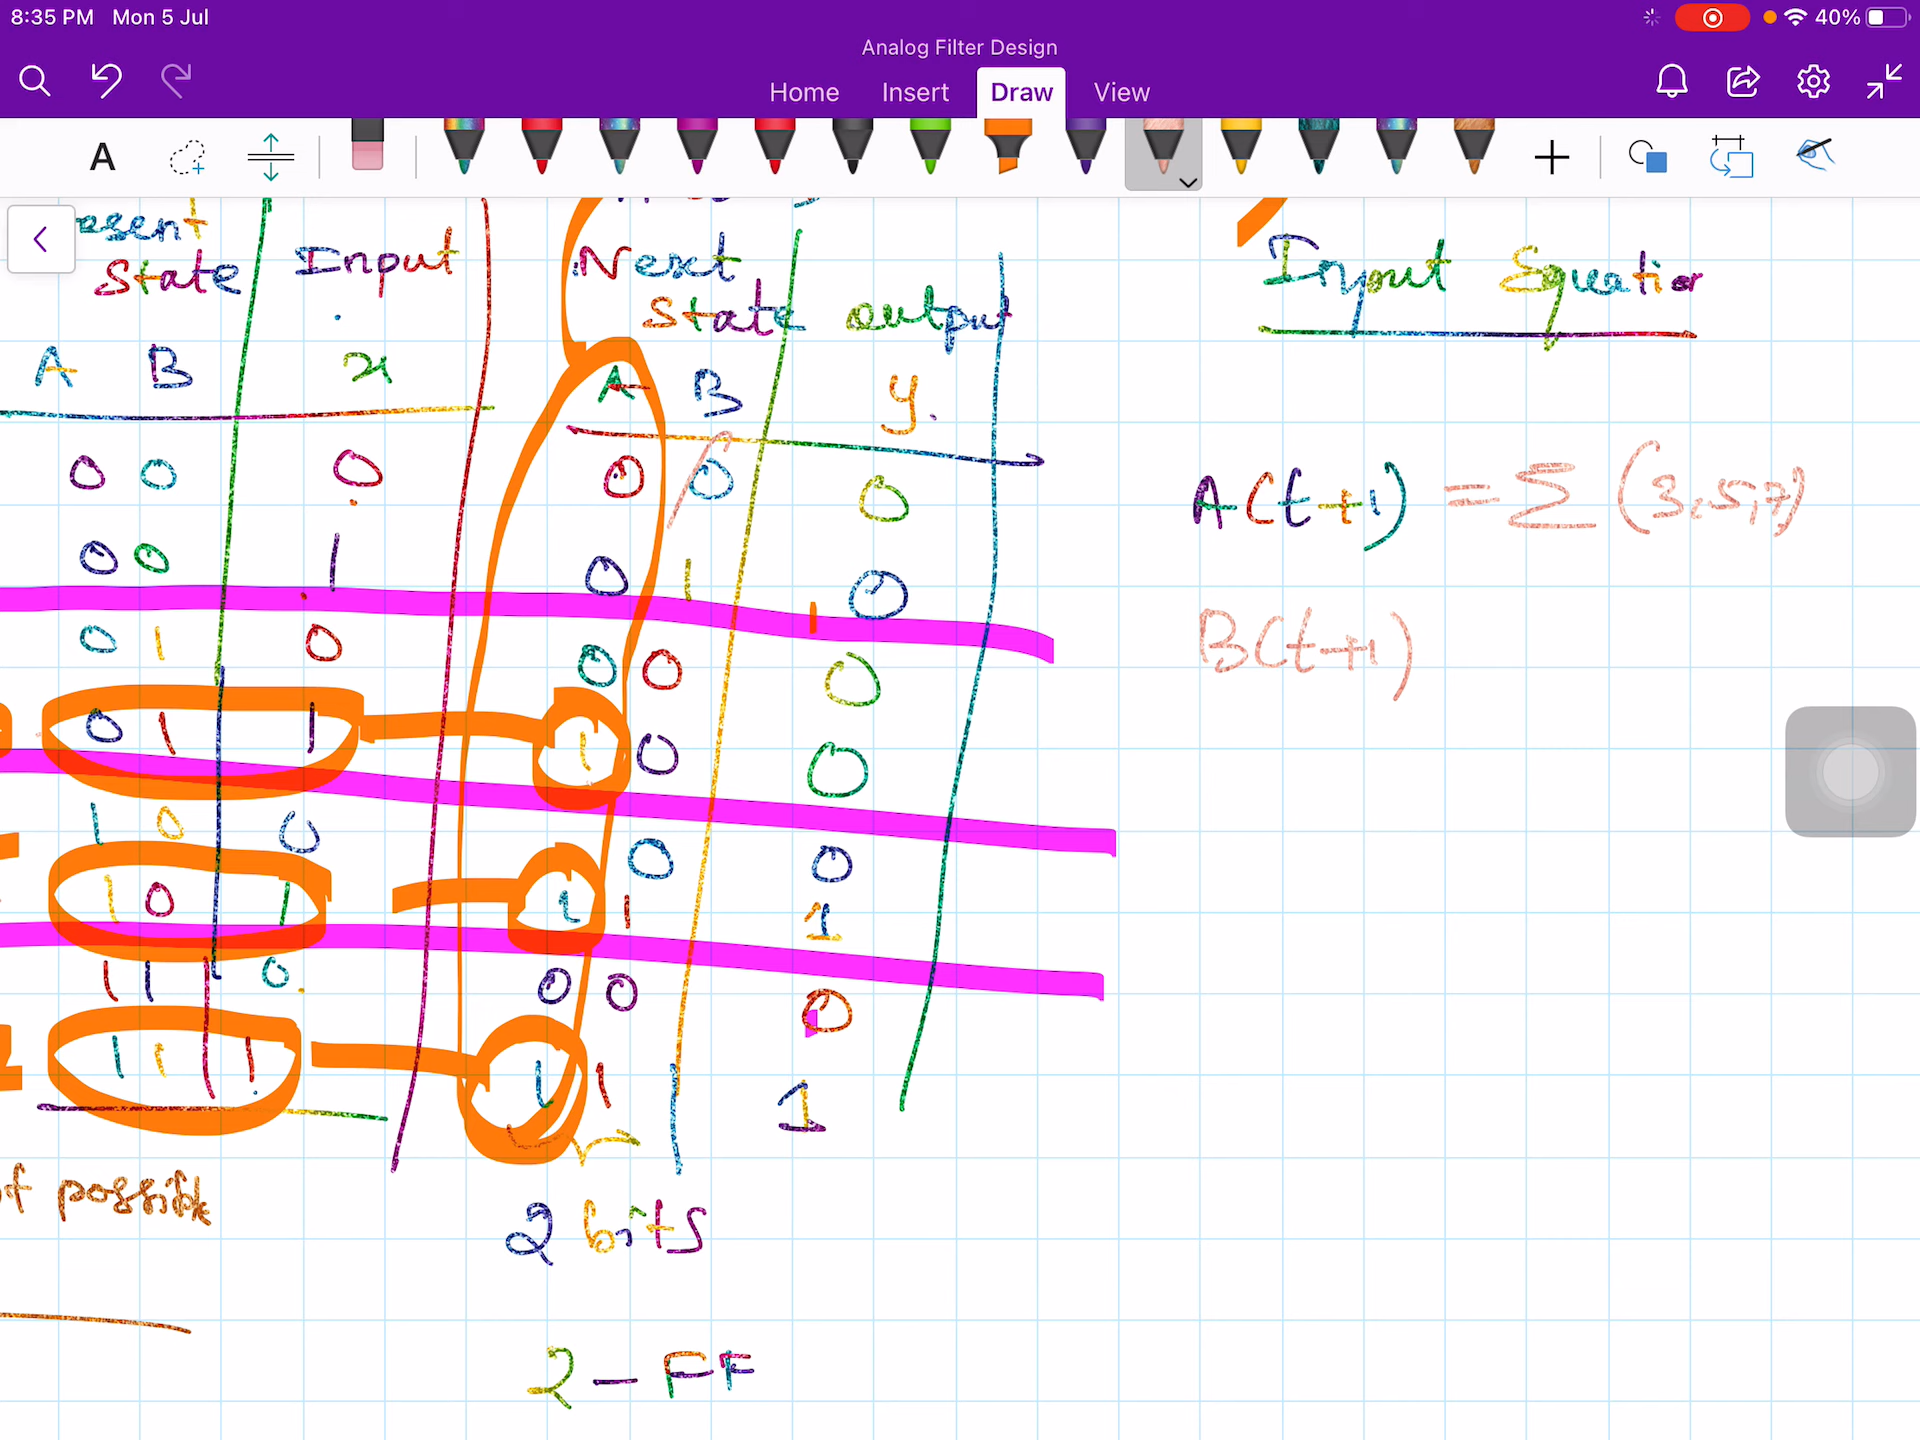 8:35 PM Mon 5 Jul
40%
Analog Filter Design
Home Insert Draw View
A
esent
State Input Next
State output
A B x A B y
0 0 0 0 0 0
0 0 1 0 1 0
0 1 0 0 0 0
0 1 1 1 0 0
1 0 0 0 0
1 0 1 1 1 1
1 1 0 0 0 0
1 1 1 1 1 1
of possible
2 bits
2 - FF
Input Equation
A(t+1) = Σ (3,5,7)
B(t+1)